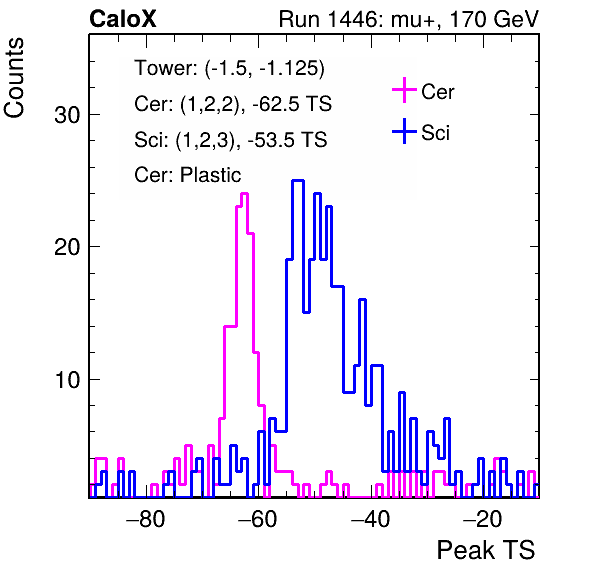 CaloX Run 1446: mu+, 170 GeV
Counts
Tower: (-1.5, -1.125)
Cer: (1,2,2), -62.5 TS
Sci: (1,2,3), -53.5 TS
Cer: Plastic
Cer
Sci
30
20
10
−80 −60 −40 −20
Peak TS